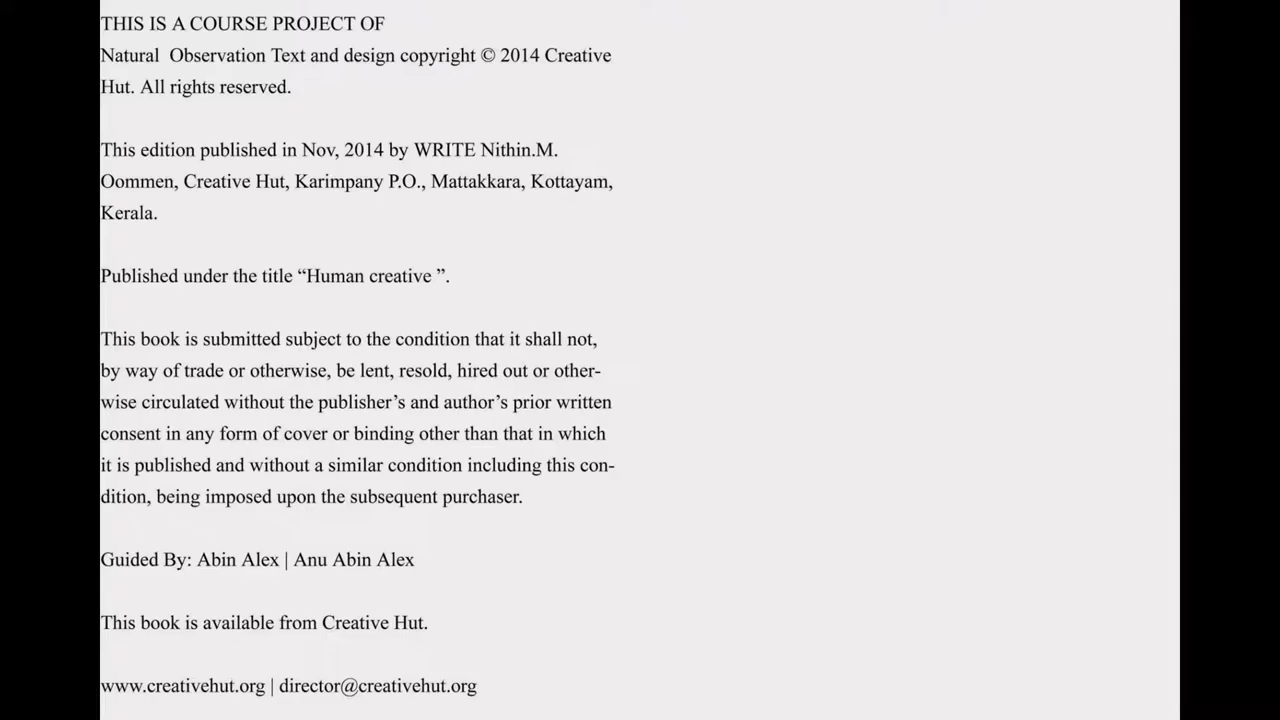 THIS IS A COURSE PROJECT OF
Natural  Observation Text and design copyright © 2014 Creative
Hut. All rights reserved.
This edition published in Nov, 2014 by WRITE Nithin.M.
Oommen, Creative Hut, Karimpany P.O., Mattakkara, Kottayam,
Kerala.
Published under the title “Human creative ”.
This book is submitted subject to the condition that it shall not,
by way of trade or otherwise, be lent, resold, hired out or other-
wise circulated without the publisher’s and author’s prior written
consent in any form of cover or binding other than that in which
it is published and without a similar condition including this con-
dition, being imposed upon the subsequent purchaser.
Guided By: Abin Alex | Anu Abin Alex
This book is available from Creative Hut.
www.creativehut.org | director@creativehut.org